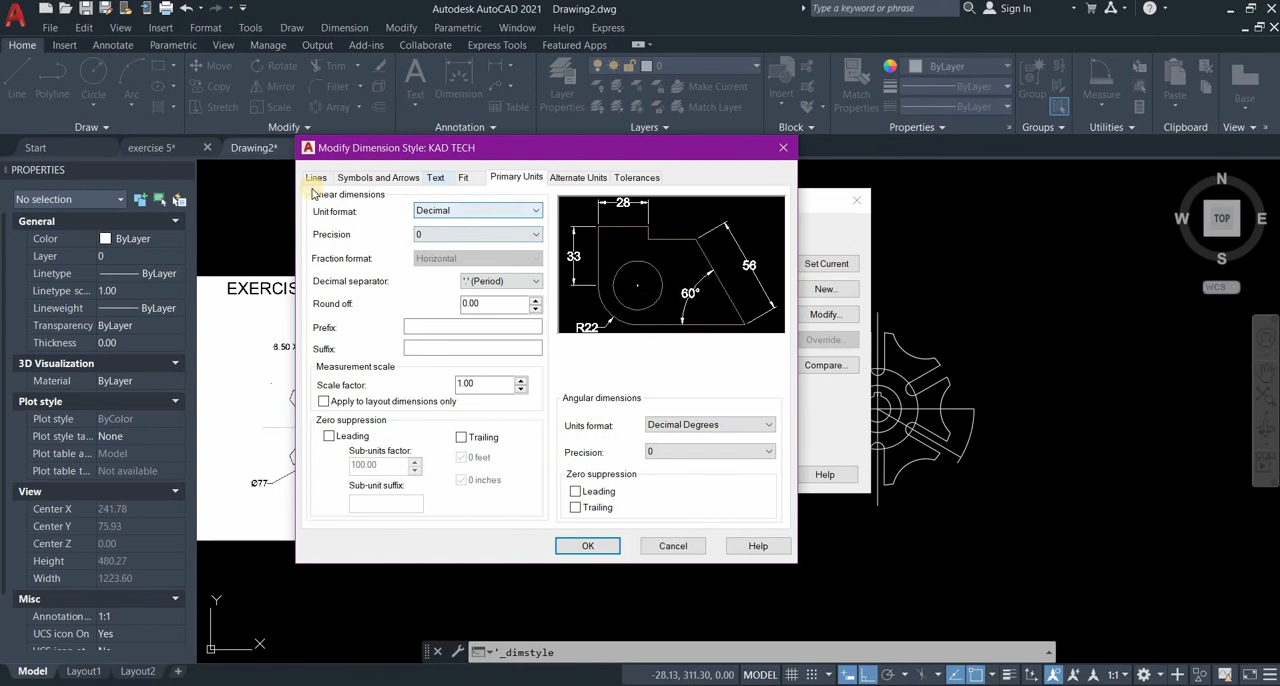 Autodesk AutoCAD 2021 Drawing2.dwg
Type a keyword or phrase
Sign In
File Edit View Insert Format Tools Draw Dimension Modify Parametric Window Help Express
Home Insert Annotate Parametric View Manage Output Add-ins Collaborate Express Tools Featured Apps
Line Polyline Circle Arc
Move Rotate Trim
Copy Mirror Fillet
Stretch Scale Array
Text Dimension
Table
Layer Properties
0
Make Current
Match Layer
Insert
Match Properties
ByLayer
ByLayer
ByLayer
Group
Measure
Paste
Base
Draw Modify Annotation Layers Block Properties Groups Utilities Clipboard View
Start exercise 5* Drawing2*
PROPERTIES
No selection
General
Color ByLayer
Layer 0
Linetype ByLayer
Linetype sc... 1.00
Lineweight ByLayer
Transparency ByLayer
Thickness 0.00
3D Visualization
Material ByLayer
Plot style
Plot style ByColor
Plot style ta... None
Plot table a... Model
Plot table t... Not available
View
Center X 241.78
Center Y 75.93
Center Z 0.00
Height 480.27
Width 1223.60
Misc
Annotation... 1:1
UCS icon On Yes
UCS icon at
EXERCIS
6.50 X
Ø77
Modify Dimension Style: KAD TECH
Lines Symbols and Arrows Text Fit Primary Units Alternate Units Tolerances
Linear dimensions
Unit format: Decimal
Precision 0
Fraction format: Horizontal
Decimal separator: '.' (Period)
Round off: 0.00
Prefix:
Suffix:
Measurement scale
Scale factor: 1.00
Apply to layout dimensions only
Zero suppression
Leading Trailing
Sub-units factor: 0 feet
100.00
Sub-unit suffix: 0 inches
28
33
56
60°
R22
Angular dimensions
Units format: Decimal Degrees
Precision: 0
Zero suppression
Leading
Trailing
OK Cancel Help
Set Current
New...
Modify...
Override...
Compare...
Help
N
W TOP E
S
WCS
Y
X
'_dimstyle
Model Layout1 Layout2 +
-28.13, 311.30, 0.00 MODEL 1:1